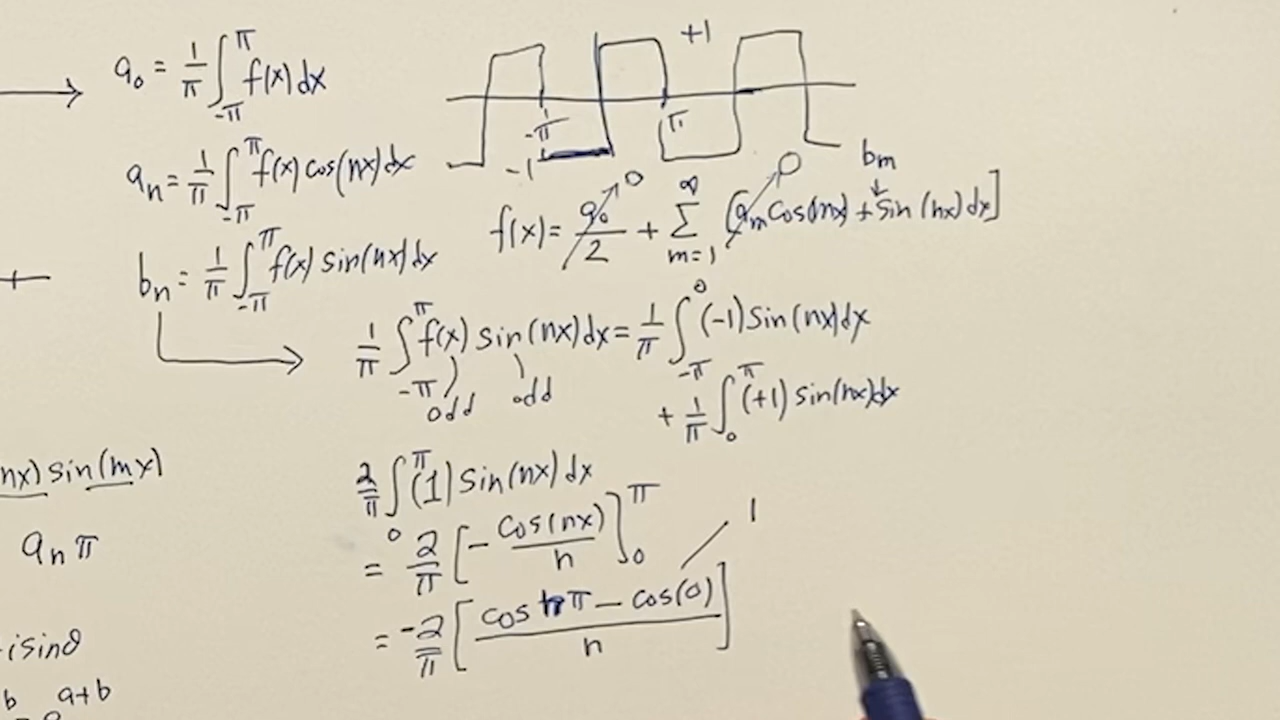 a₀ = 1/π ∫_{-π}^{π} f(x) dx
+1
-π
π
-1
aₙ = 1/π ∫_{-π}^{π} f(x) cos(nx) dx
bₘ
0
0
f(x) = a₀/2 + ∑_{m=1}^{∞} [aₘ cos(nx) + sin(nx) dx]
bₙ = 1/π ∫_{-π}^{π} f(x) sin(nx) dx
1/π ∫_{-π}^{π} f(x) sin(nx) dx = 1/π ∫_{-π}^{0} (-1) sin(nx) dx
odd odd
+ 1/π ∫_{0}^{π} (+1) sin(nx) dx
nx) sin(mx)
2/π ∫_{0}^{π} (1) sin(nx) dx
aₙ π
= 2/π [- cos(nx)/n]_{0}^{π}
1
= -2/π [(cos nπ - cos(0))/n]
isinθ
b a+b